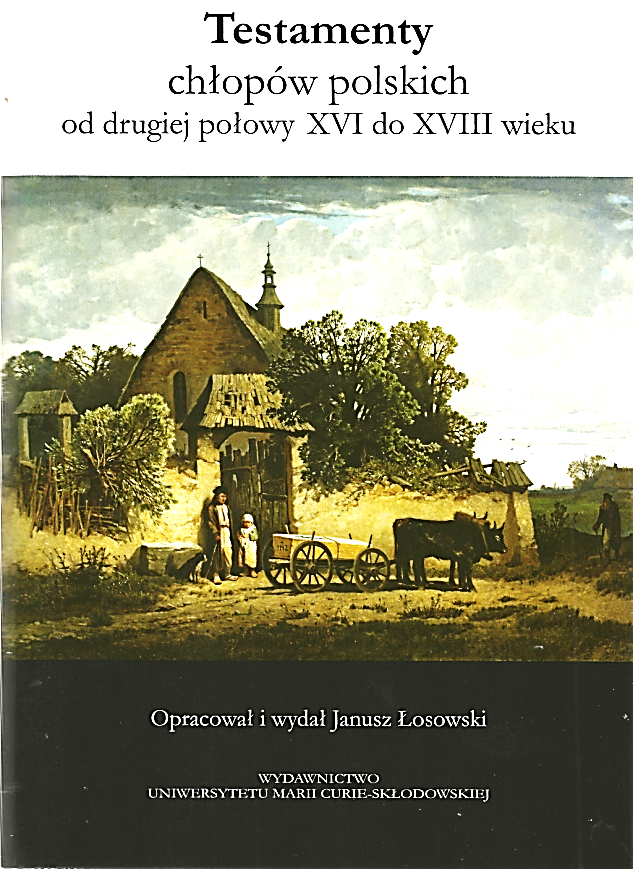 Testamenty
chłopów polskich
od drugiej połowy XVI do XVIII wieku
Opracował i wydał Janusz Łosowski
WYDAWNICTWO
UNIWERSYTETU MARII CURIE-SKŁODOWSKIEJ